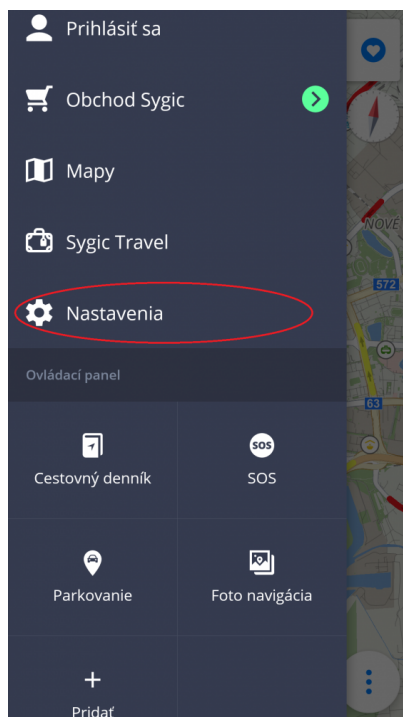 Prihlásiť sa
Obchod Sygic
Mapy
Sygic Travel
NOVÉ
572
Nastavenia
Ovládací panel
63
SOS
Cestovný denník
SOS
Parkovanie
Foto navigácia
Pridať